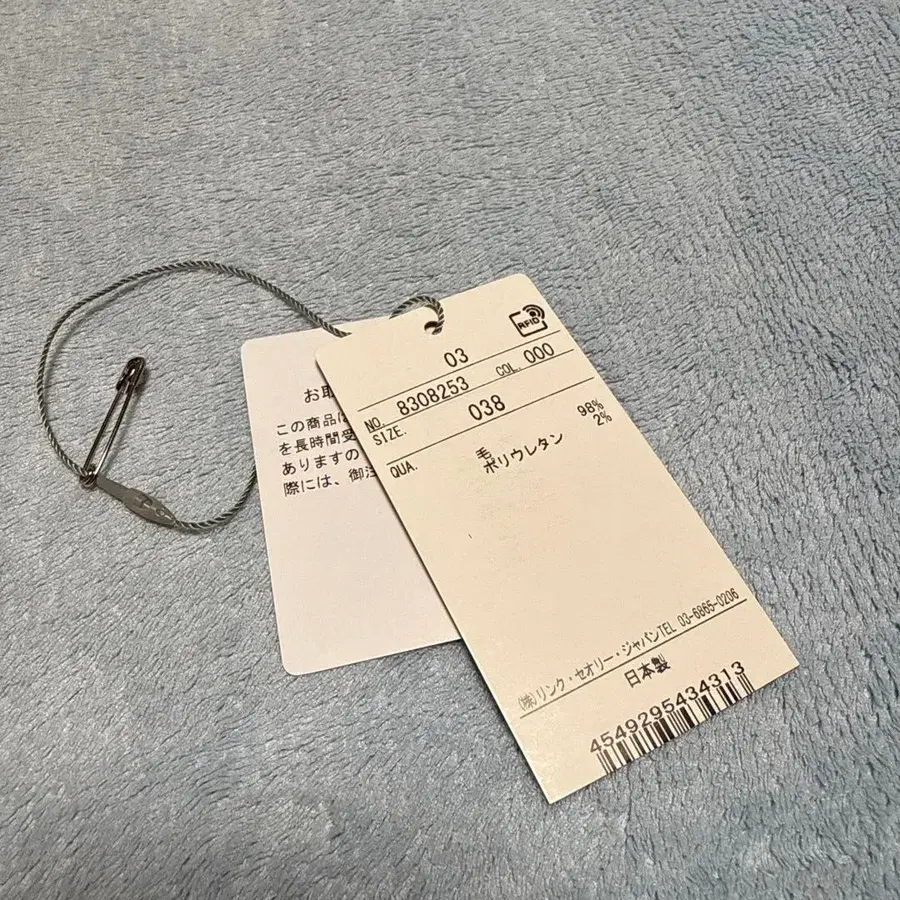 RFID
03
NO. 8308253 COL. 000
SIZE. 038
QUA. 毛 98%
ポリウレタン 2%
(株)リンク・セオリー・ジャパンTEL 03-6865-0206
日本製
4549295434313
お取
この商品は
を長時間受
ありますの
際には、御注